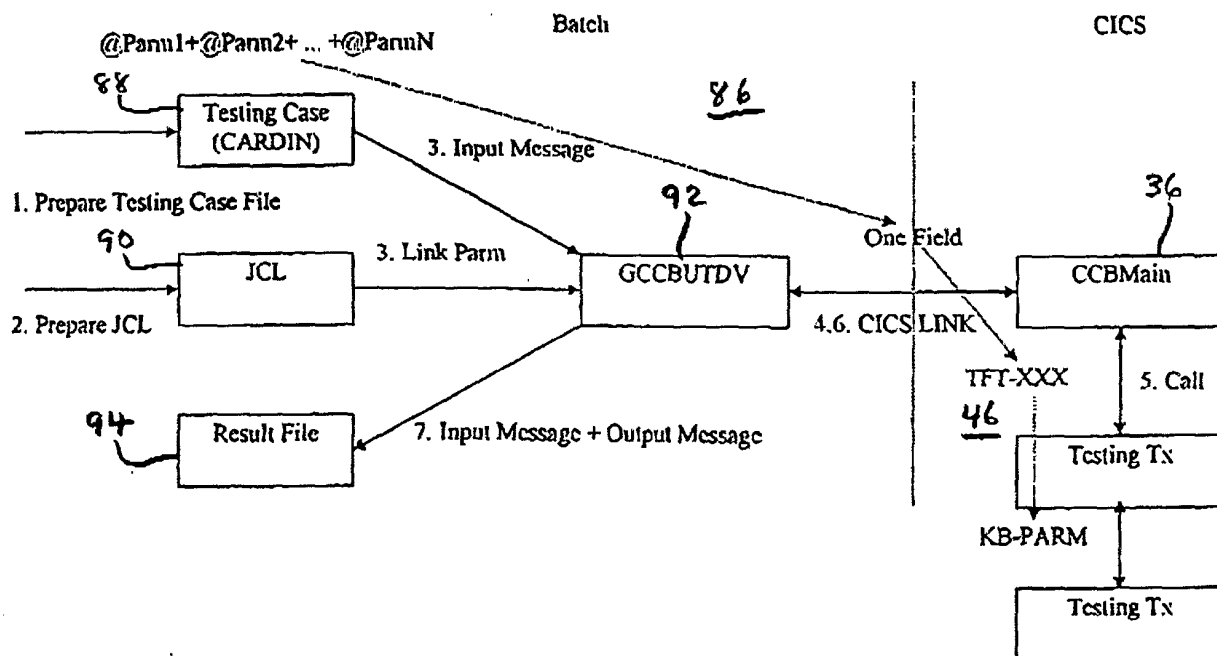 Batch
CICS
@Parm1+@Parm2+ ... +@ParmN
88
86
Testing Case
(CARDIN)
3. Input Message
1. Prepare Testing Case File
92
36
90
One Field
JCL
3. Link Parm
GCCBUTDV
CCBMain
2. Prepare JCL
4.6. CICS LINK
TFT-XXX
5. Call
94
Result File
7. Input Message + Output Message
46
Testing Tx
KB-PARM
Testing Tx